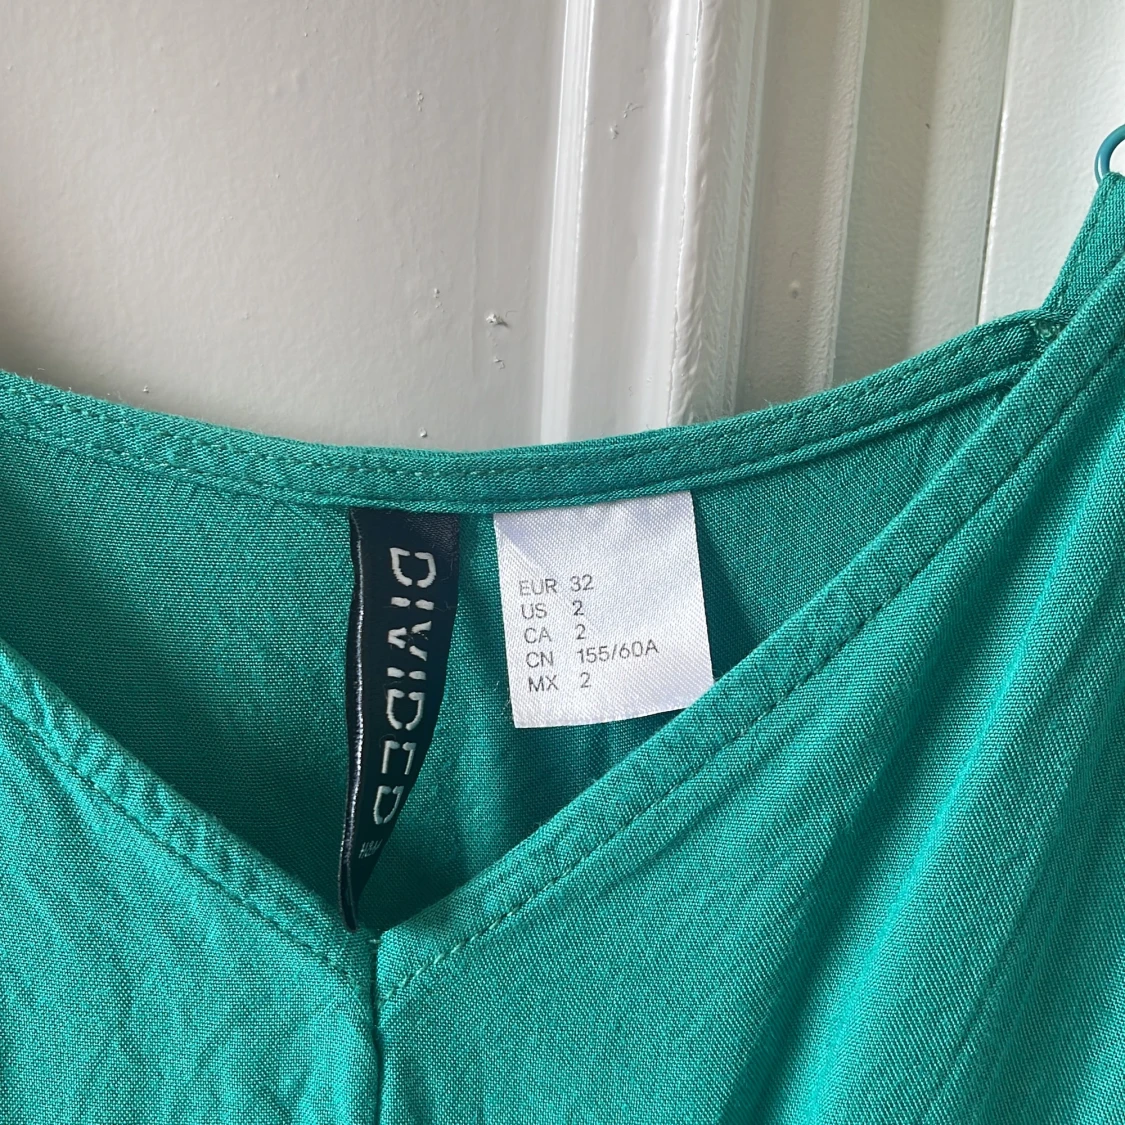 DIVIDED
H&M
EUR 32
US 2
CA 2
CN 155/60A
MX 2